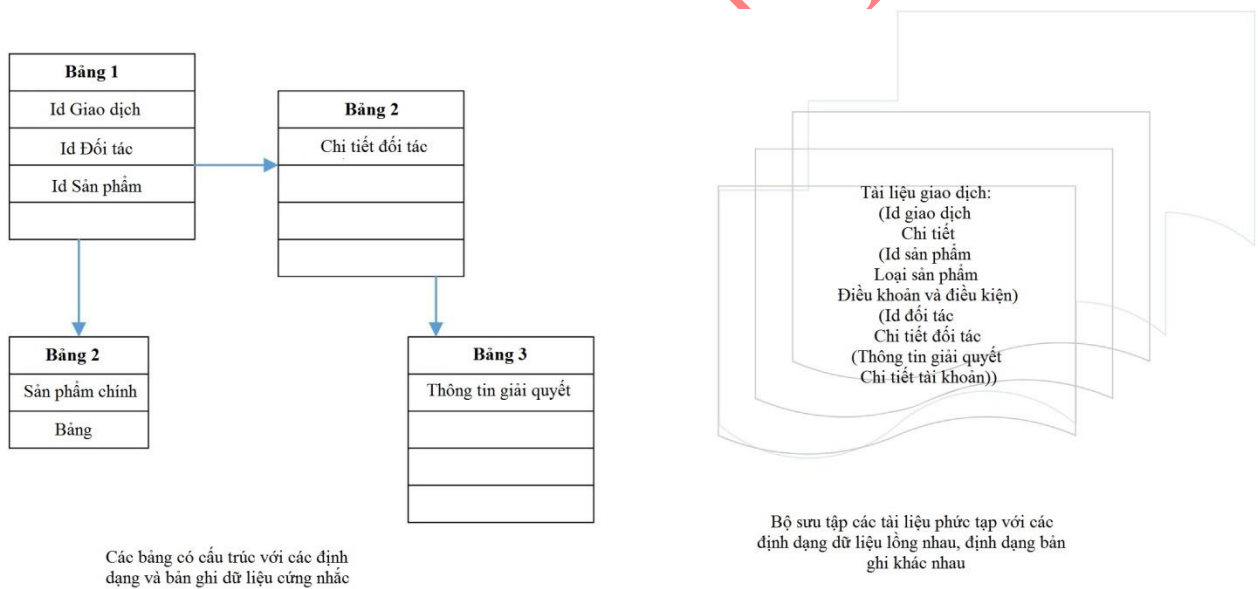 Bảng 1
Id Giao dịch
Id Đối tác
Id Sản phẩm
Bảng 2
Chi tiết đối tác
Bảng 2
Sản phẩm chính
Bảng
Bảng 3
Thông tin giải quyết
Các bảng có cấu trúc với các định
dạng và bản ghi dữ liệu cứng nhắc
Tài liệu giao dịch:
(Id giao dịch
Chi tiết
(Id sản phẩm
Loại sản phẩm
Điều khoản và điều kiện)
(Id đối tác
Chi tiết đối tác
(Thông tin giải quyết
Chi tiết tài khoản))
Bộ sưu tập các tài liệu phức tạp với các
định dạng dữ liệu lồng nhau, định dạng bản
ghi khác nhau